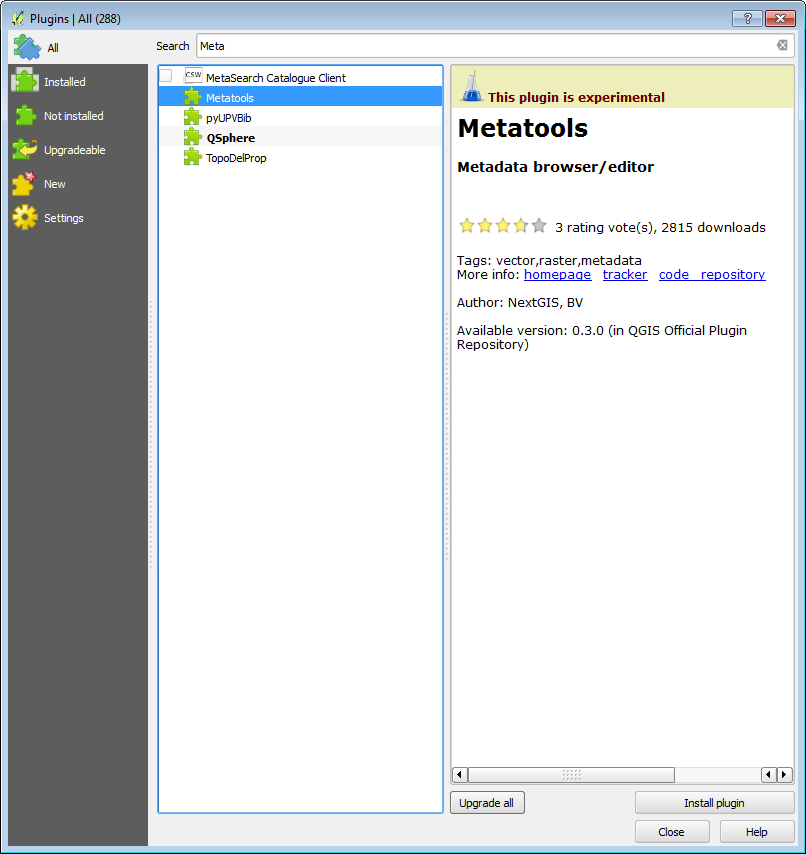 Plugins | All (288)
?
All
Search
Meta
Installed
Not installed
Upgradeable
New
Settings
CSW MetaSearch Catalogue Client
Metatools
pyUPVBib
QSphere
TopoDelProp
This plugin is experimental
Metatools
Metadata browser/editor
3 rating vote(s), 2815 downloads
Tags: vector,raster,metadata
More info: homepage tracker code_repository
Author: NextGIS, BV
Available version: 0.3.0 (in QGIS Official Plugin
Repository)
Upgrade all
Install plugin
Close
Help